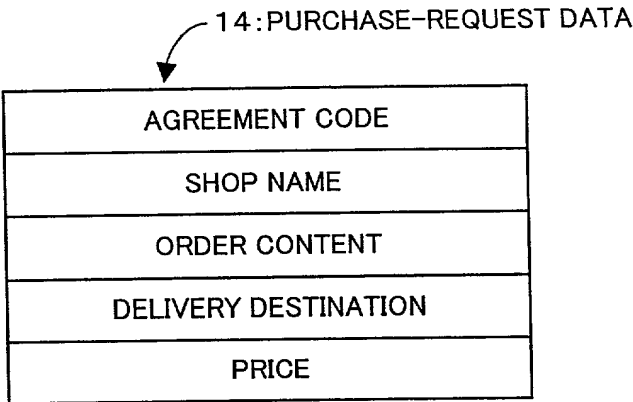 14:PURCHASE-REQUEST DATA
AGREEMENT CODE
SHOP NAME
ORDER CONTENT
DELIVERY DESTINATION
PRICE